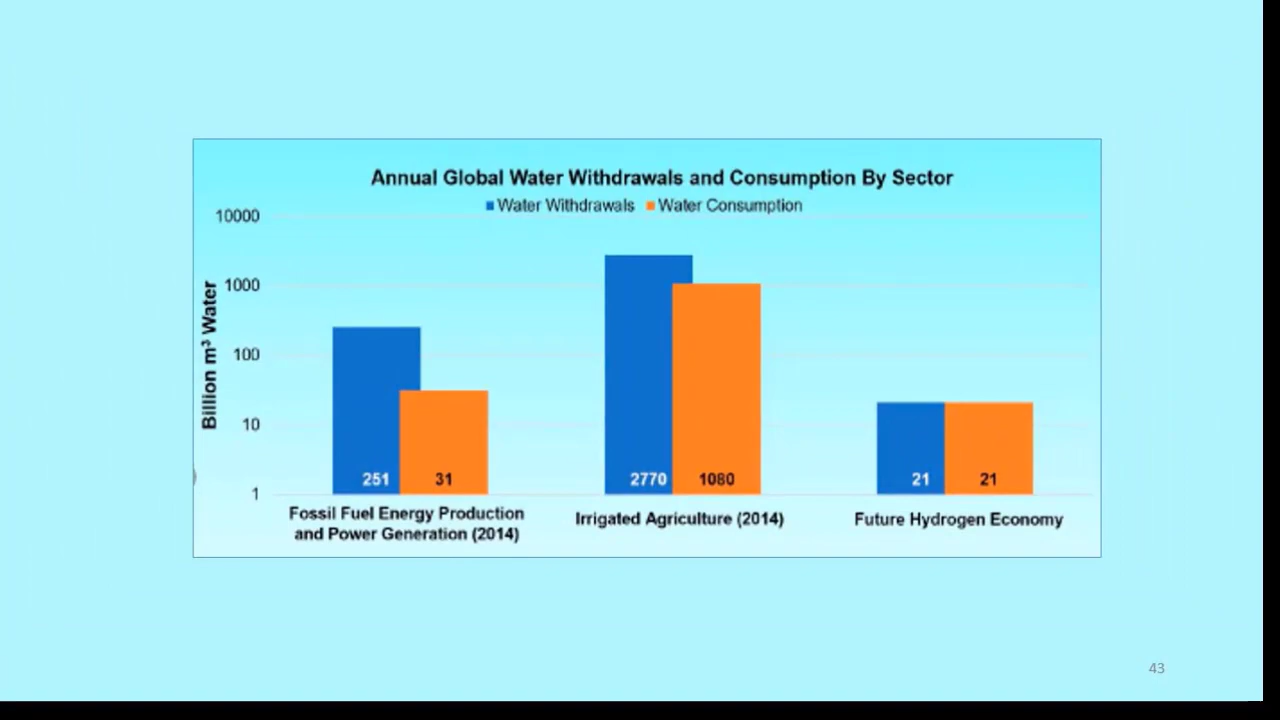 Annual Global Water Withdrawals and Consumption By Sector
Water Withdrawals Water Consumption
Billion m³ Water
10000
1000
100
10
1
251 31 2770 1080 21 21
Fossil Fuel Energy Production
and Power Generation (2014)
Irrigated Agriculture (2014)
Future Hydrogen Economy
43